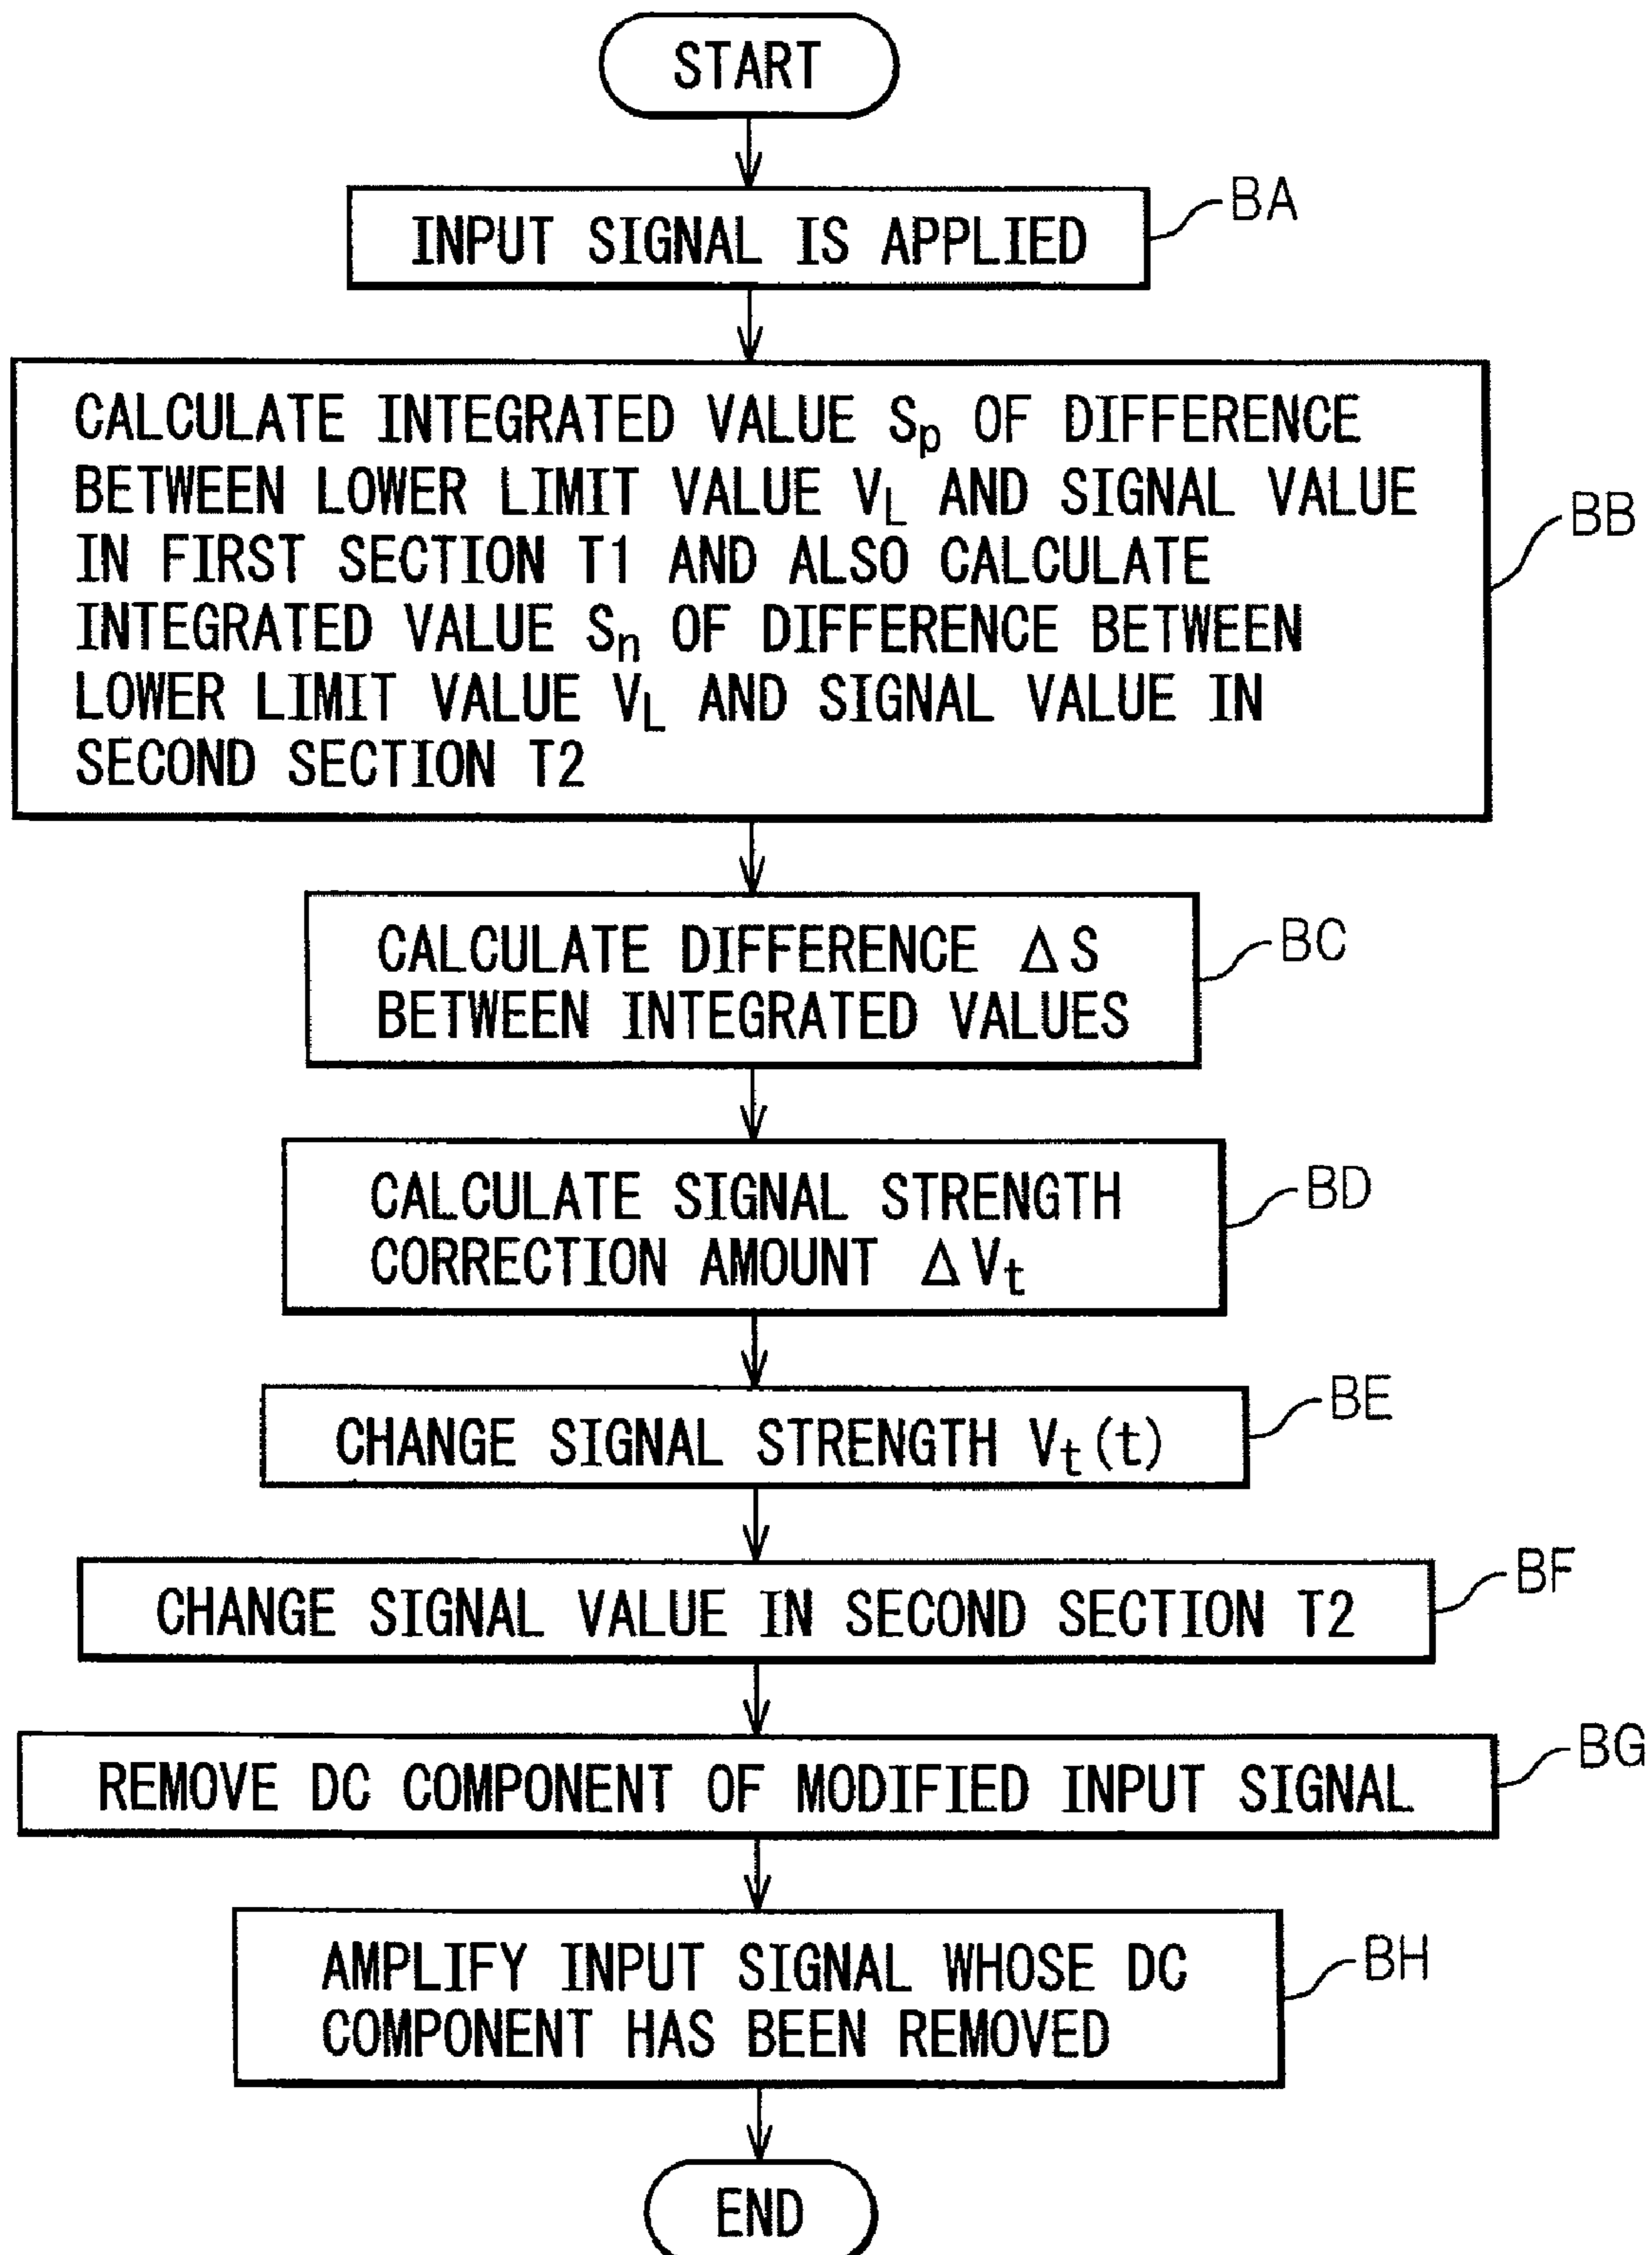 START
INPUT SIGNAL IS APPLIED
BA
CALCULATE INTEGRATED VALUE Sp OF DIFFERENCE
BETWEEN LOWER LIMIT VALUE VL AND SIGNAL VALUE
IN FIRST SECTION T1 AND ALSO CALCULATE
INTEGRATED VALUE Sn OF DIFFERENCE BETWEEN
LOWER LIMIT VALUE VL AND SIGNAL VALUE IN
SECOND SECTION T2
BB
CALCULATE DIFFERENCE ΔS
BETWEEN INTEGRATED VALUES
BC
CALCULATE SIGNAL STRENGTH
CORRECTION AMOUNT ΔVt
BD
CHANGE SIGNAL STRENGTH Vt(t)
BE
CHANGE SIGNAL VALUE IN SECOND SECTION T2
BF
REMOVE DC COMPONENT OF MODIFIED INPUT SIGNAL
BG
AMPLIFY INPUT SIGNAL WHOSE DC
COMPONENT HAS BEEN REMOVED
BH
END